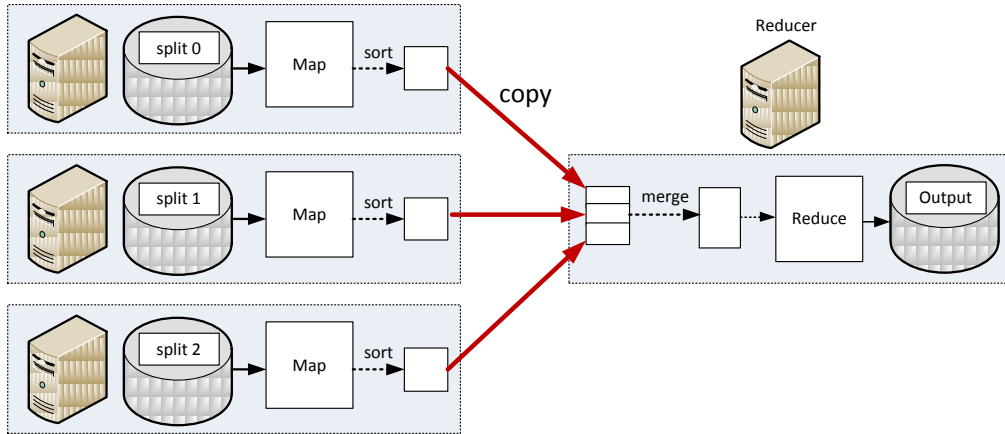 split 0
Map
sort
copy
split 1
Map
sort
split 2
Map
sort
Reducer
merge
Reduce
Output